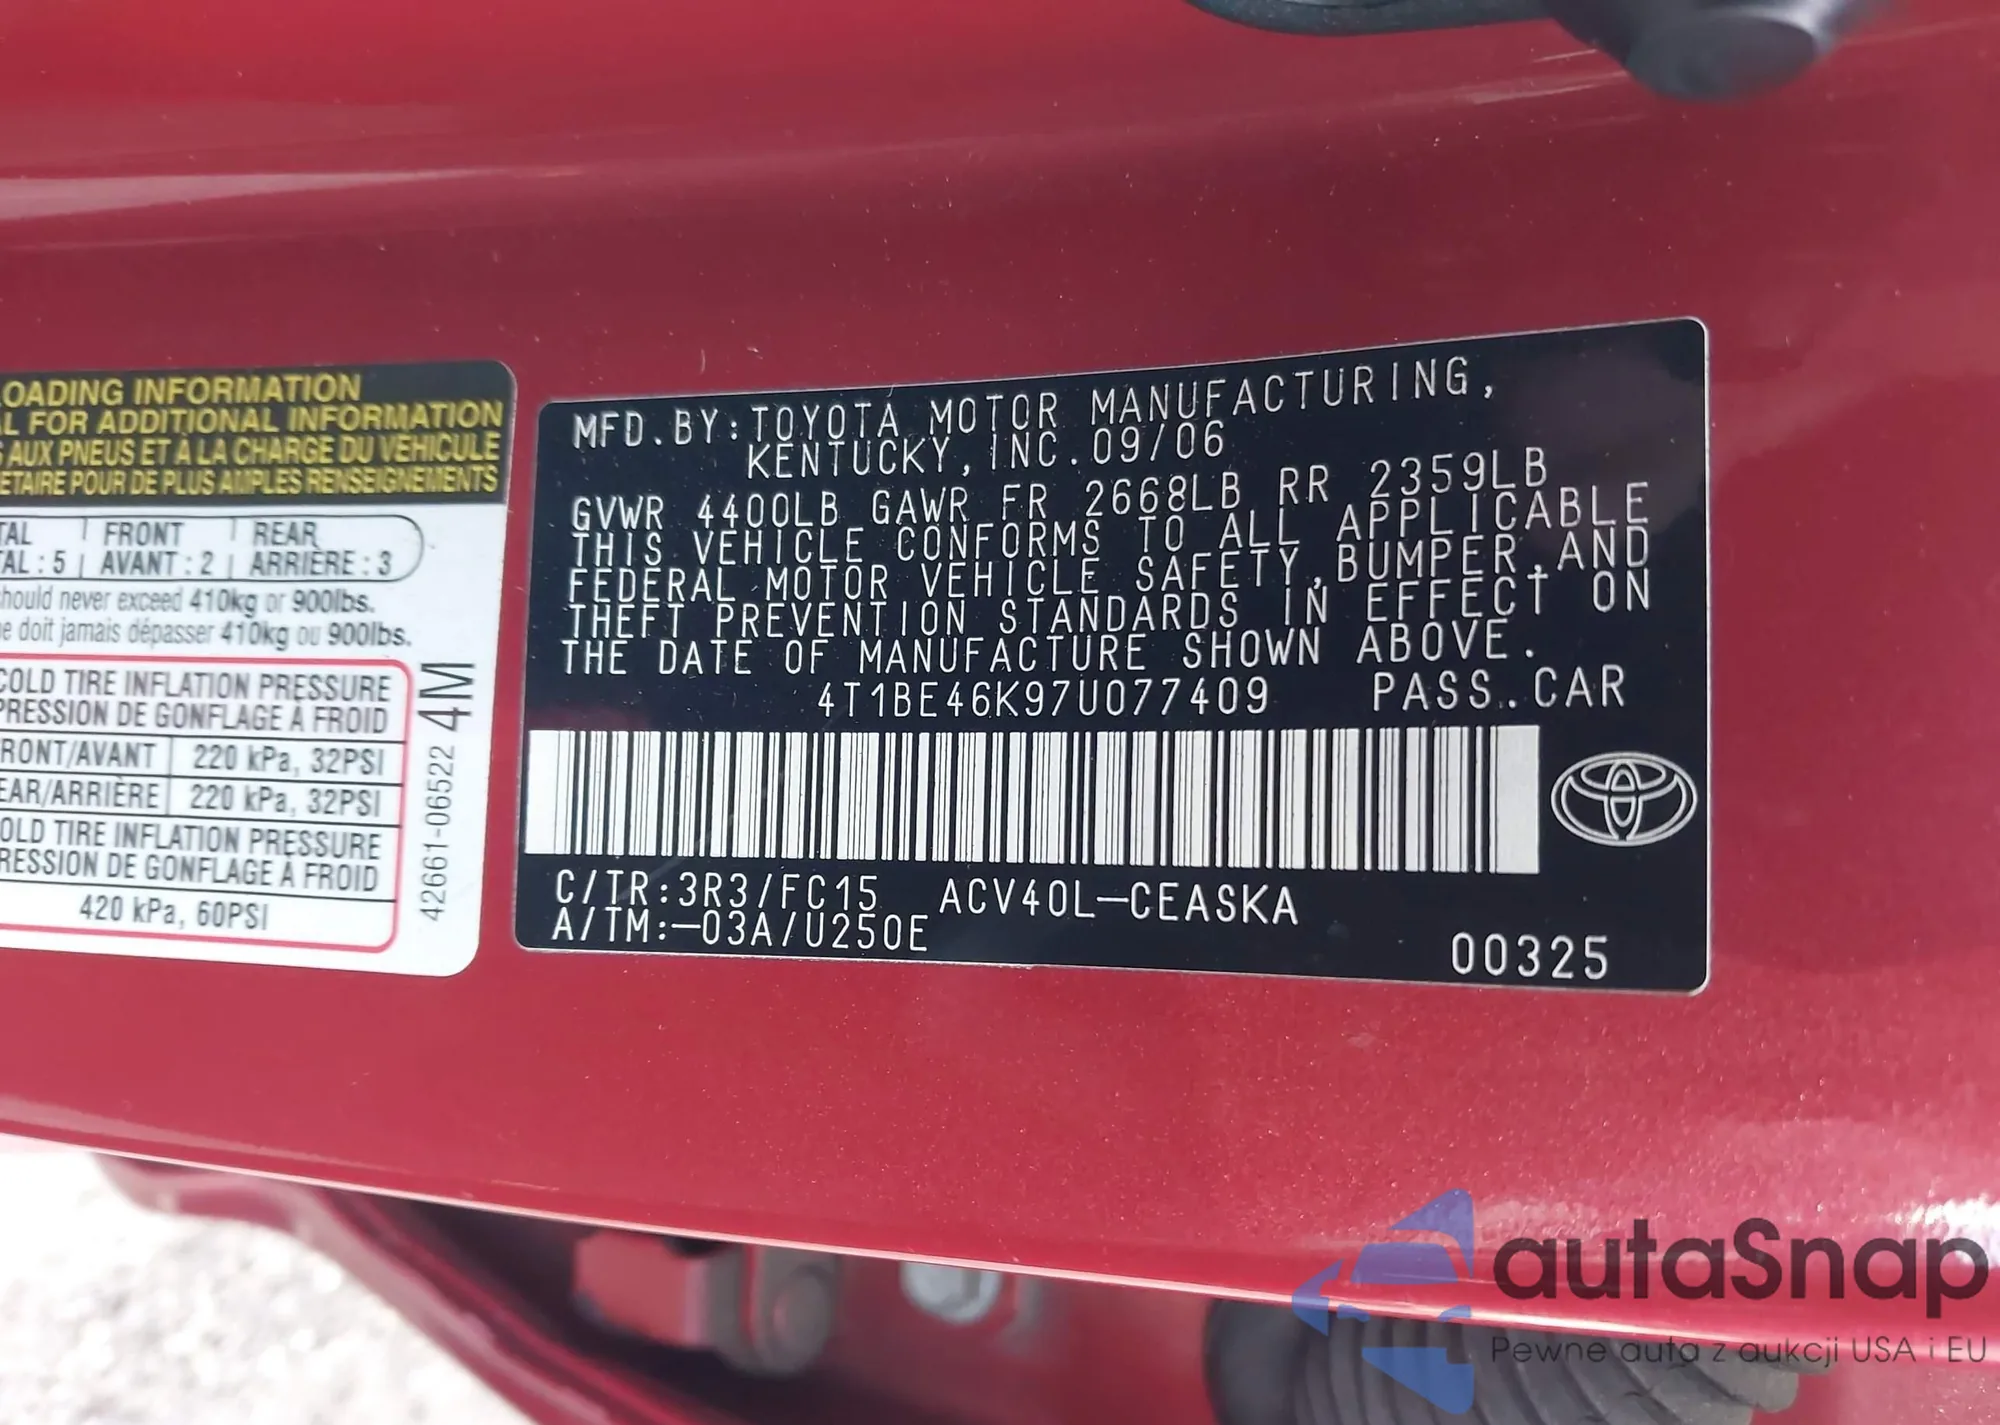 OADING INFORMATION
L FOR ADDITIONAL INFORMATION
AUX PNEUS ET À LA CHARGE DU VÉHICULE
ETAIRE POUR DE PLUS AMPLES RENSEIGNEMENTS
TAL | FRONT | REAR
AL : 5 | AVANT : 2 | ARRIÈRE : 3
hould never exceed 410kg or 900lbs.
e doit jamais dépasser 410kg ou 900lbs.
COLD TIRE INFLATION PRESSURE
PRESSION DE GONFLAGE À FROID
RONT/AVANT 220 kPa, 32PSI
EAR/ARRIÈRE 220 kPa, 32PSI
OLD TIRE INFLATION PRESSURE
RESSION DE GONFLAGE À FROID
420 kPa, 60PSI
42661-06522 4M
MFD.BY:TOYOTA MOTOR MANUFACTURING,
KENTUCKY,INC.09/06
GVWR 4400LB GAWR FR 2668LB RR 2359LB
THIS VEHICLE CONFORMS TO ALL APPLICABLE
FEDERAL MOTOR VEHICLE SAFETY,BUMPER,AND
THEFT PREVENTION STANDARDS IN EFFECT ON
THE DATE OF MANUFACTURE SHOWN ABOVE.
4T1BE46K97U077409 PASS.CAR
C/TR:3R3/FC15 ACV40L-CEASKA
A/TM:-03A/U250E
00325
autaSnap
Pewne auta z aukcji USA i EU